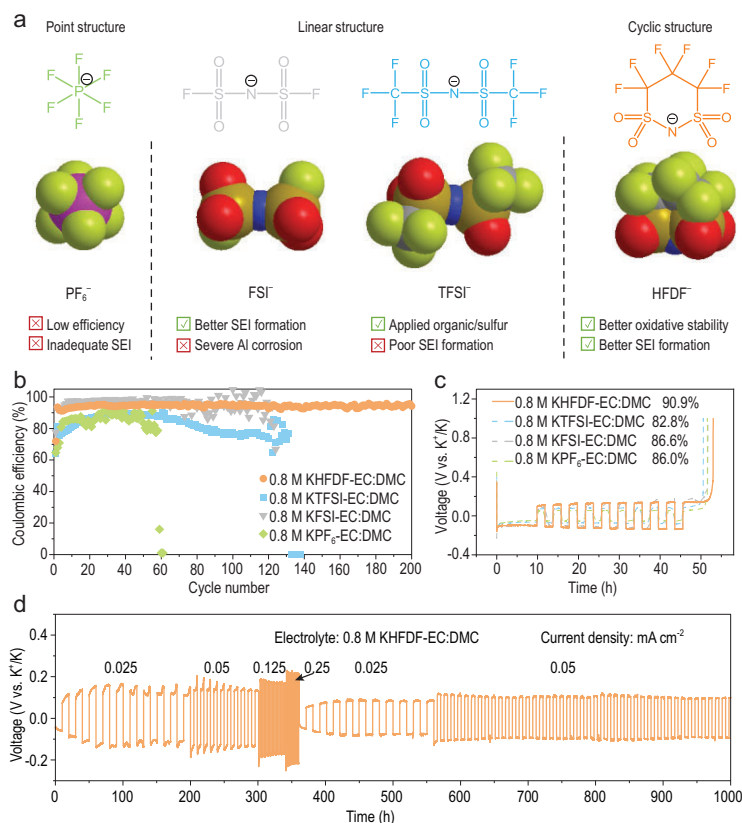 a
Point structure
Linear structure
Cyclic structure
F
F
F
P
F
F
F
⊖
O
O
⊖
F
S
N
S
F
O
O
F
O
O
F
⊖
F
C
S
N
S
C
F
F
O
O
F
F
F
F
F
F
F
⊖
O
S
N
S
O
O
O
PF₆⁻
FSI⁻
TFSI⁻
HFDF⁻
Low efficiency
Inadequate SEI
Better SEI formation
Severe Al corrosion
Applied organic/sulfur
Poor SEI formation
Better oxidative stability
Better SEI formation
b
Coulombic efficiency (%)
100
80
60
40
20
0
0.8 M KHFDF-EC:DMC
0.8 M KTFSI-EC:DMC
0.8 M KFSI-EC:DMC
0.8 M KPF₆-EC:DMC
0 20 40 60 80 100 120 140 160 180 200
Cycle number
c
Voltage (V vs. K⁺/K)
1.2
0.8
0.4
0.0
-0.4
0.8 M KHFDF-EC:DMC 90.9%
0.8 M KTFSI-EC:DMC 82.8%
0.8 M KFSI-EC:DMC 86.6%
0.8 M KPF₆-EC:DMC 86.0%
0 10 20 30 40 50
Time (h)
d
Voltage (V vs. K⁺/K)
0.4
0.2
0.0
-0.2
Electrolyte: 0.8 M KHFDF-EC:DMC
Current density: mA cm⁻²
0.025
0.05
0.125
0.25
0.025
0.05
0 100 200 300 400 500 600 700 800 900 1000
Time (h)